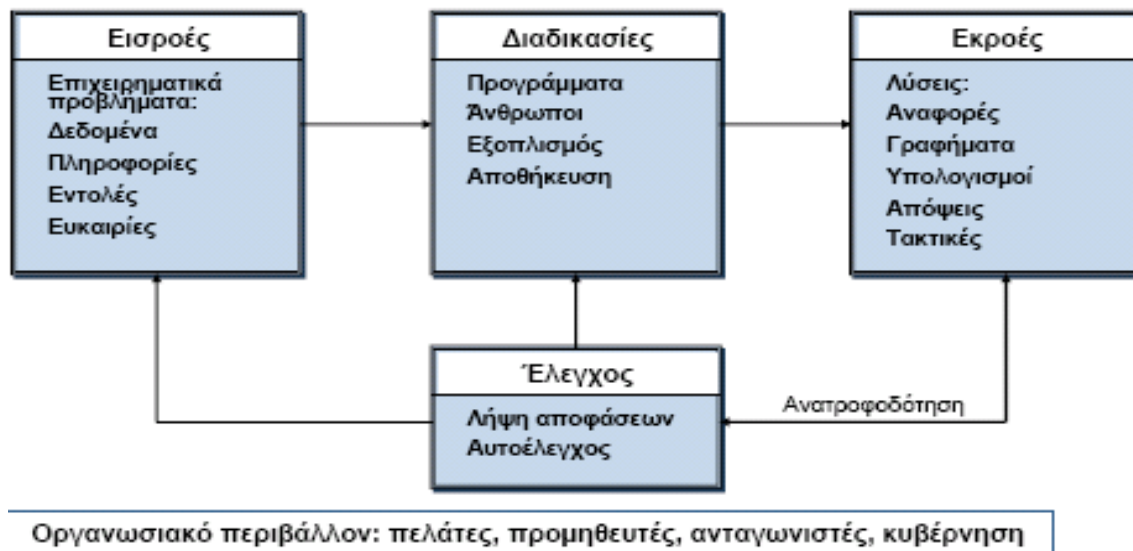 Εισροές
Επιχειρηματικά
προβλήματα:
Δεδομένα
Πληροφορίες
Εντολές
Ευκαιρίες
Διαδικασίες
Προγράμματα
Άνθρωποι
Εξοπλισμός
Αποθήκευση
Εκροές
Λύσεις:
Αναφορές
Γραφήματα
Υπολογισμοί
Απόψεις
Τακτικές
Έλεγχος
Λήψη αποφάσεων
Αυτοέλεγχος
Ανατροφοδότηση
Οργανωσιακό περιβάλλον: πελάτες, προμηθευτές, ανταγωνιστές, κυβέρνηση